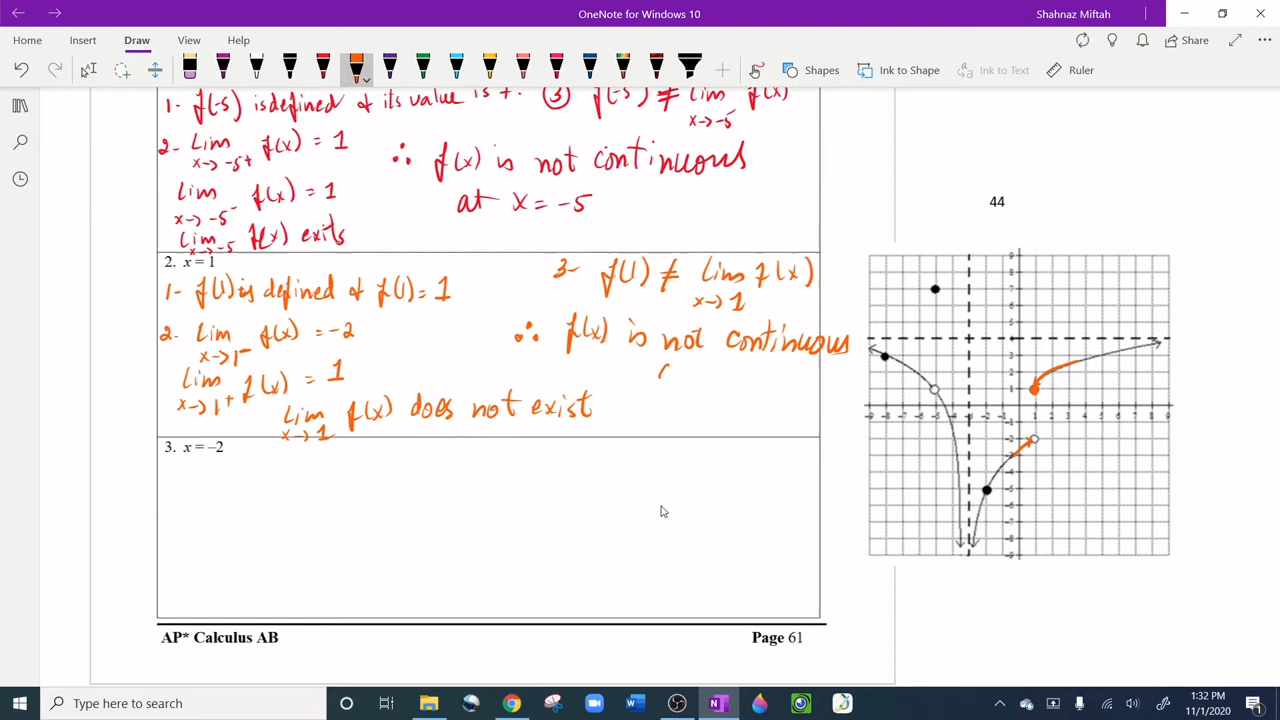 OneNote for Windows 10
Shahnaz Miftah
Home Insert Draw View Help
Share
Shapes Ink to Shape Ink to Text Ruler
1- f(-5) is defined & its value is 7. ③ f(-5) ≠ Lim f(x)
x→-5
2- Lim f(x) = 1
x→-5+
∴ f(x) is not continuous
at x = -5
Lim f(x) = 1
x→-5-
Lim f(x) exits
x→-5
44
2. x = 1
1- f(1) is defined & f(1) = 1
2. Lim f(x) = -2
x→1-
Lim f(x) = 1
x→1+
Lim f(x) does not exist
x→1
3- f(1) ≠ Lim f(x)
x→1
∴ f(x) is not continuous
3. x = –2
AP* Calculus AB
Page 61
Type here to search
1:32 PM
11/1/2020